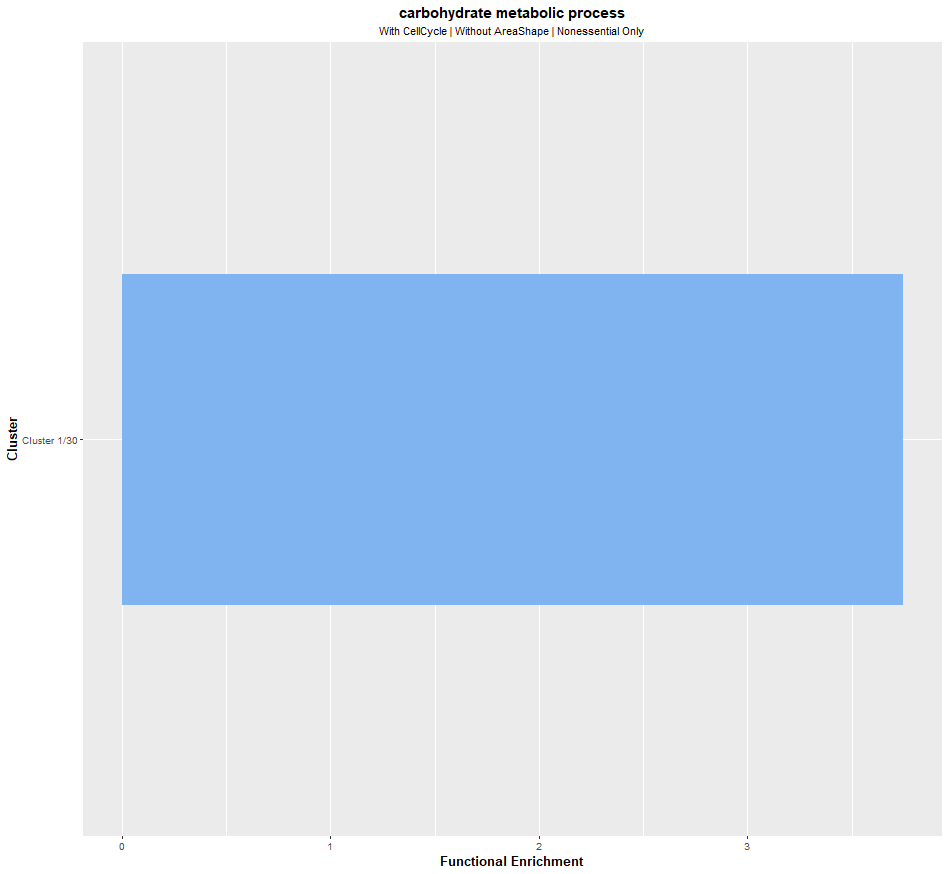 carbohydrate metabolic process
With CellCycle | Without AreaShape | Nonessential Only
Cluster
Cluster 1/30
0 1 2 3
Functional Enrichment